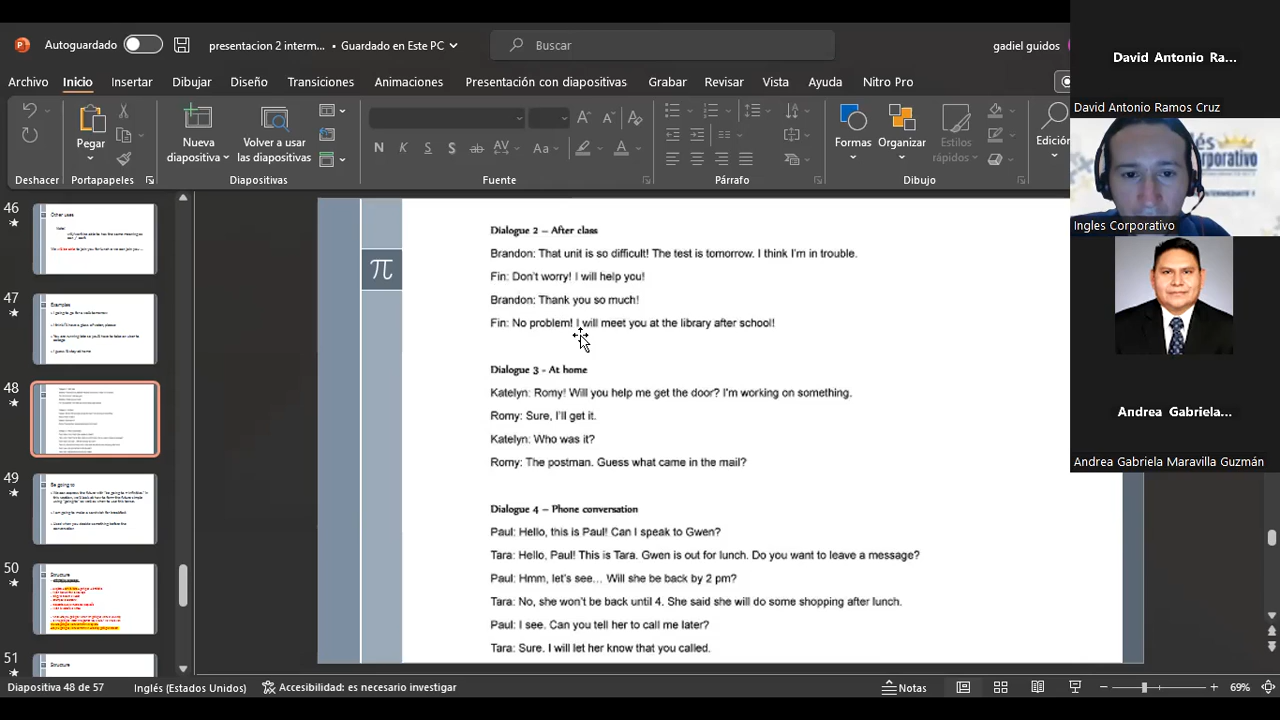 Autoguardado
presentacion 2 interm... • Guardado en Este PC
Buscar
gadiel guidos
Archivo Inicio Insertar Dibujar Diseño Transiciones Animaciones Presentación con diapositivas Grabar Revisar Vista Ayuda Nitro Pro
Pegar
Nueva diapositiva
Volver a usar las diapositivas
N K S S ab AV Aa A
Formas
Organizar
Estilos rápidos
Edición
Deshacer Portapapeles Diapositivas Fuente Párrafo Dibujo
46
Other uses
47
Examples
48
49
Be going to
50
Structure
51
Structure
π
Dialogue 2 – After class
Brandon: That unit is so difficult! The test is tomorrow. I think I'm in trouble.
Fin: Don't worry! I will help you!
Brandon: Thank you so much!
Fin: No problem! I will meet you at the library after school!
Dialogue 3 - At home
Katelyn: Romy! Will you help me get the door? I'm working on something.
Romy: Sure, I'll get it.
Katelyn: Who was it?
Romy: The postman. Guess what came in the mail?
Dialogue 4 – Phone conversation
Paul: Hello, this is Paul! Can I speak to Gwen?
Tara: Hello, Paul! This is Tara. Gwen is out for lunch. Do you want to leave a message?
Paul: Hmm, let's see... Will she be back by 2 pm?
Tara: No, she won't be back until 4. She said she will do some shopping after lunch.
Paul: I see. Can you tell her to call me later?
Tara: Sure. I will let her know that you called.
David Antonio Ra...
David Antonio Ramos Cruz
Ingles Corporativo
Andrea Gabriela...
Andrea Gabriela Maravilla Guzmán
Diapositiva 48 de 57 Inglés (Estados Unidos) Accesibilidad: es necesario investigar Notas 69%